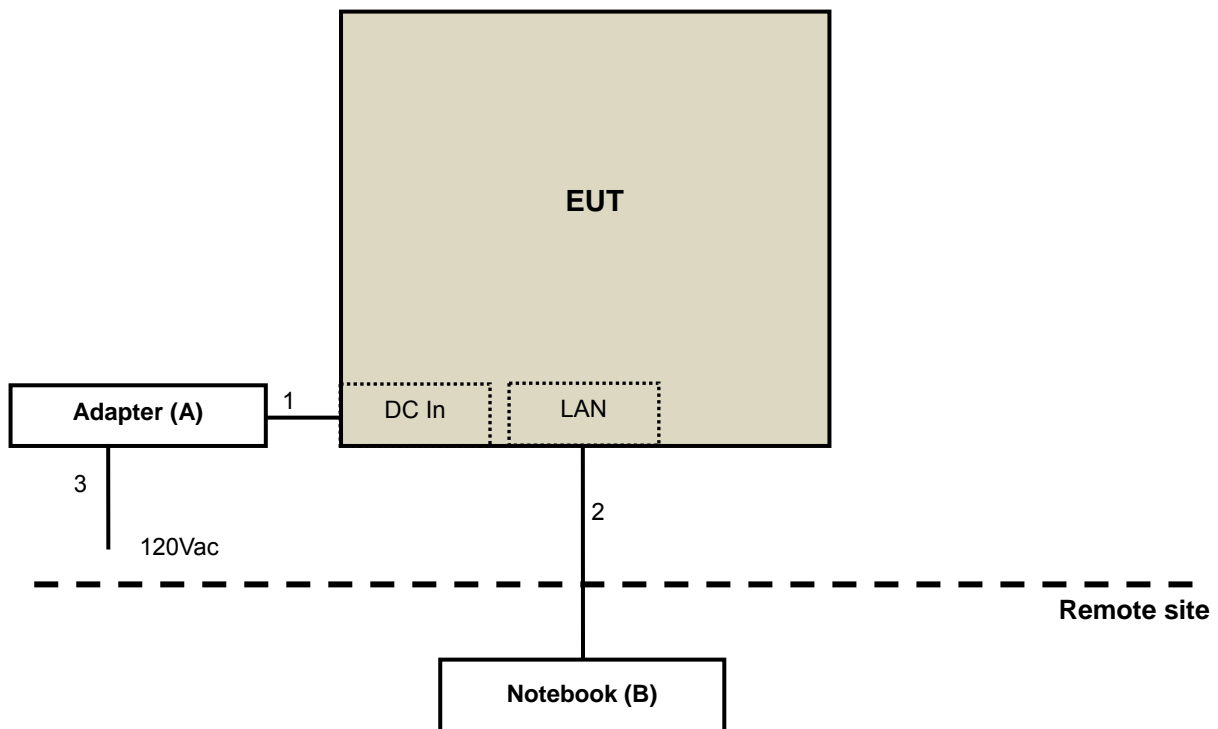 EUT
DC In
LAN
Adapter (A)
1
3
2
120Vac
Remote site
Notebook (B)